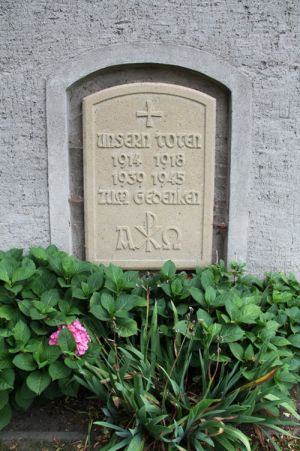 UNSERN TOTEN
1914 1918
1939 1945
ZUM GEDENKEN
Α ☧ Ω